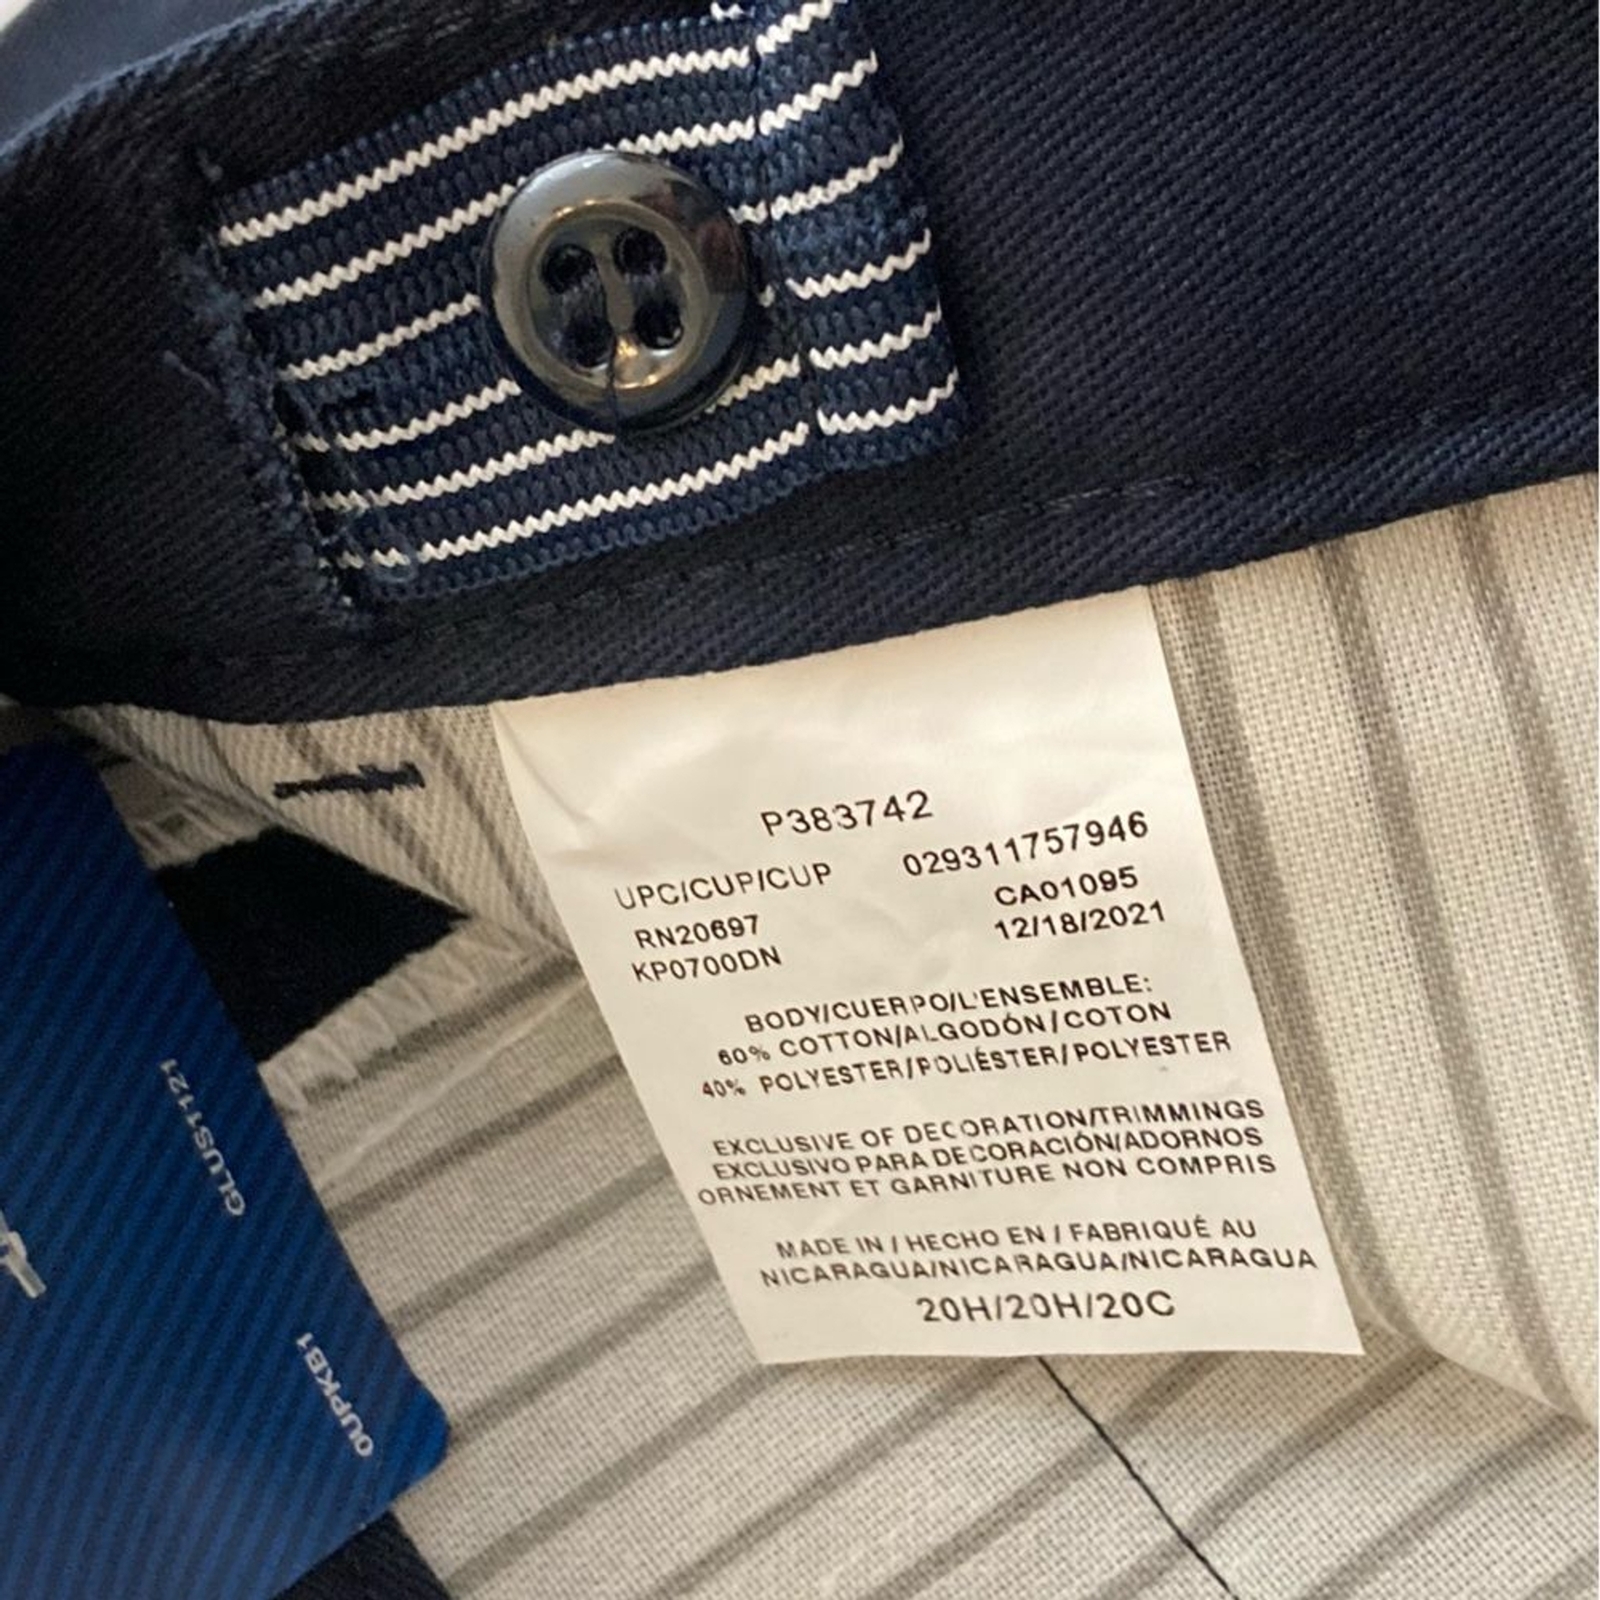 P383742
UPC/CUP/CUP 029311757946
RN20697 CA01095
KP0700DN 12/18/2021
BODY/CUERPO/L'ENSEMBLE:
60% COTTON/ALGODÓN/COTON
40% POLYESTER/POLIÉSTER/POLYESTER
EXCLUSIVE OF DECORATION/TRIMMINGS
EXCLUSIVO PARA DECORACIÓN/ADORNOS
ORNEMENT ET GARNITURE NON COMPRIS
MADE IN / HECHO EN / FABRIQUÉ AU
NICARAGUA/NICARAGUA/NICARAGUA
20H/20H/20C
GLUS1121
OUPKB1